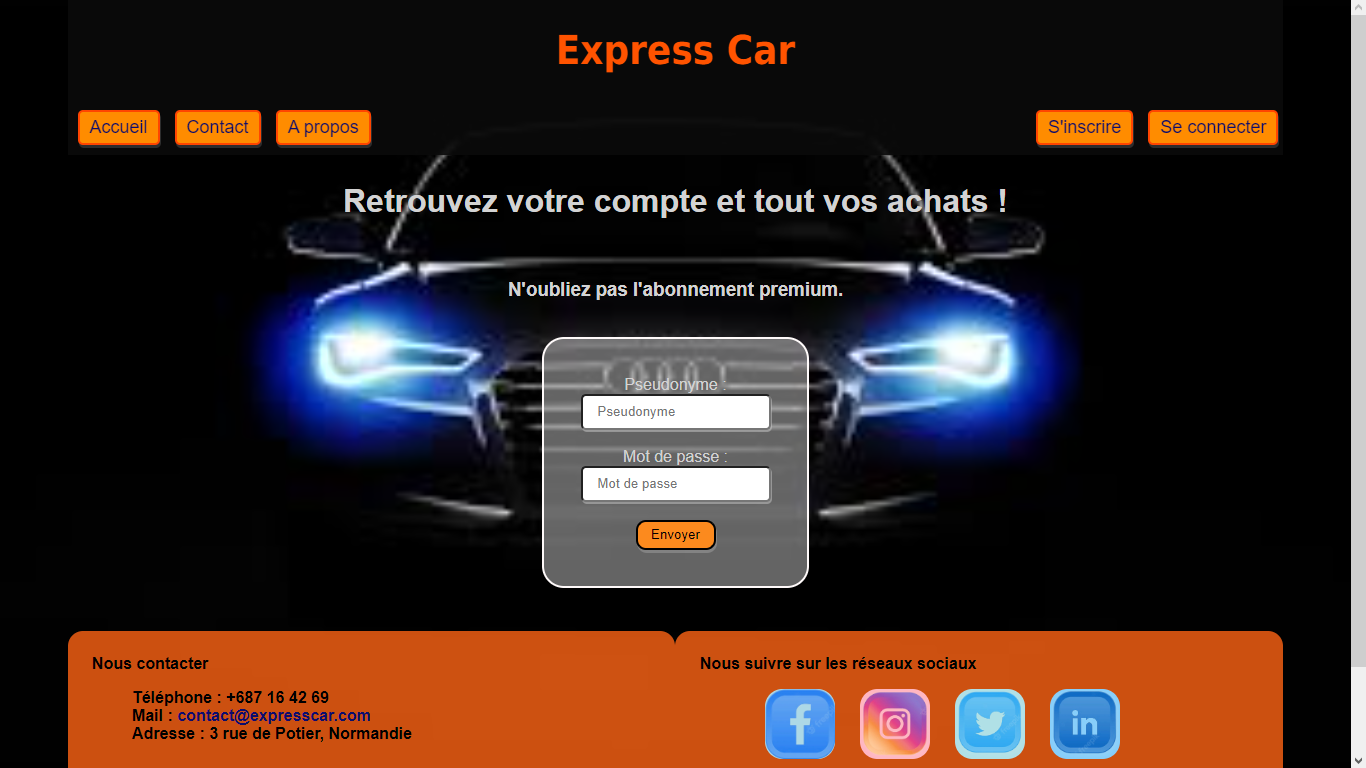 Express Car
Accueil Contact A propos S'inscrire Se connecter
Retrouvez votre compte et tout vos achats !
N'oubliez pas l'abonnement premium.
Pseudonyme :
Pseudonyme
Mot de passe :
Mot de passe
Envoyer
Nous contacter
Téléphone : +687 16 42 69
Mail : contact@expresscar.com
Adresse : 3 rue de Potier, Normandie
Nous suivre sur les réseaux sociaux